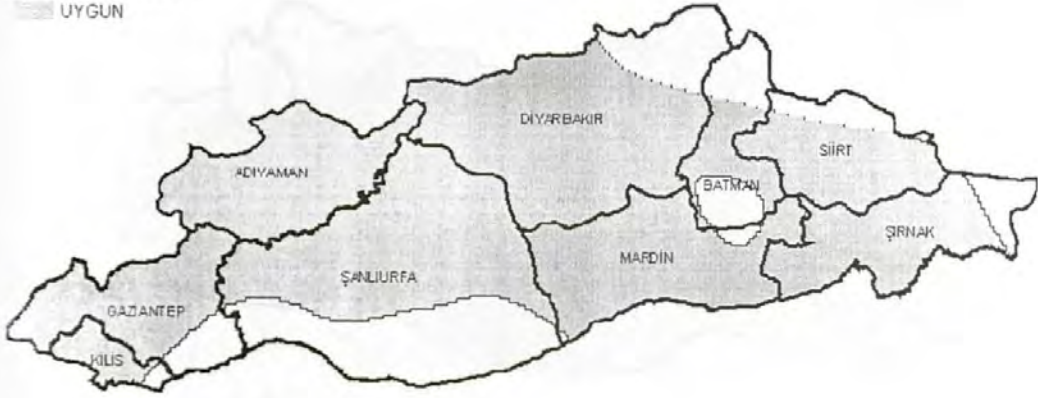 UYGUN
DİYARBAKIR
SİİRT
ADIYAMAN
BATMAN
ŞIRNAK
MARDİN
ŞANLIURFA
GAZİANTEP
KİLİS